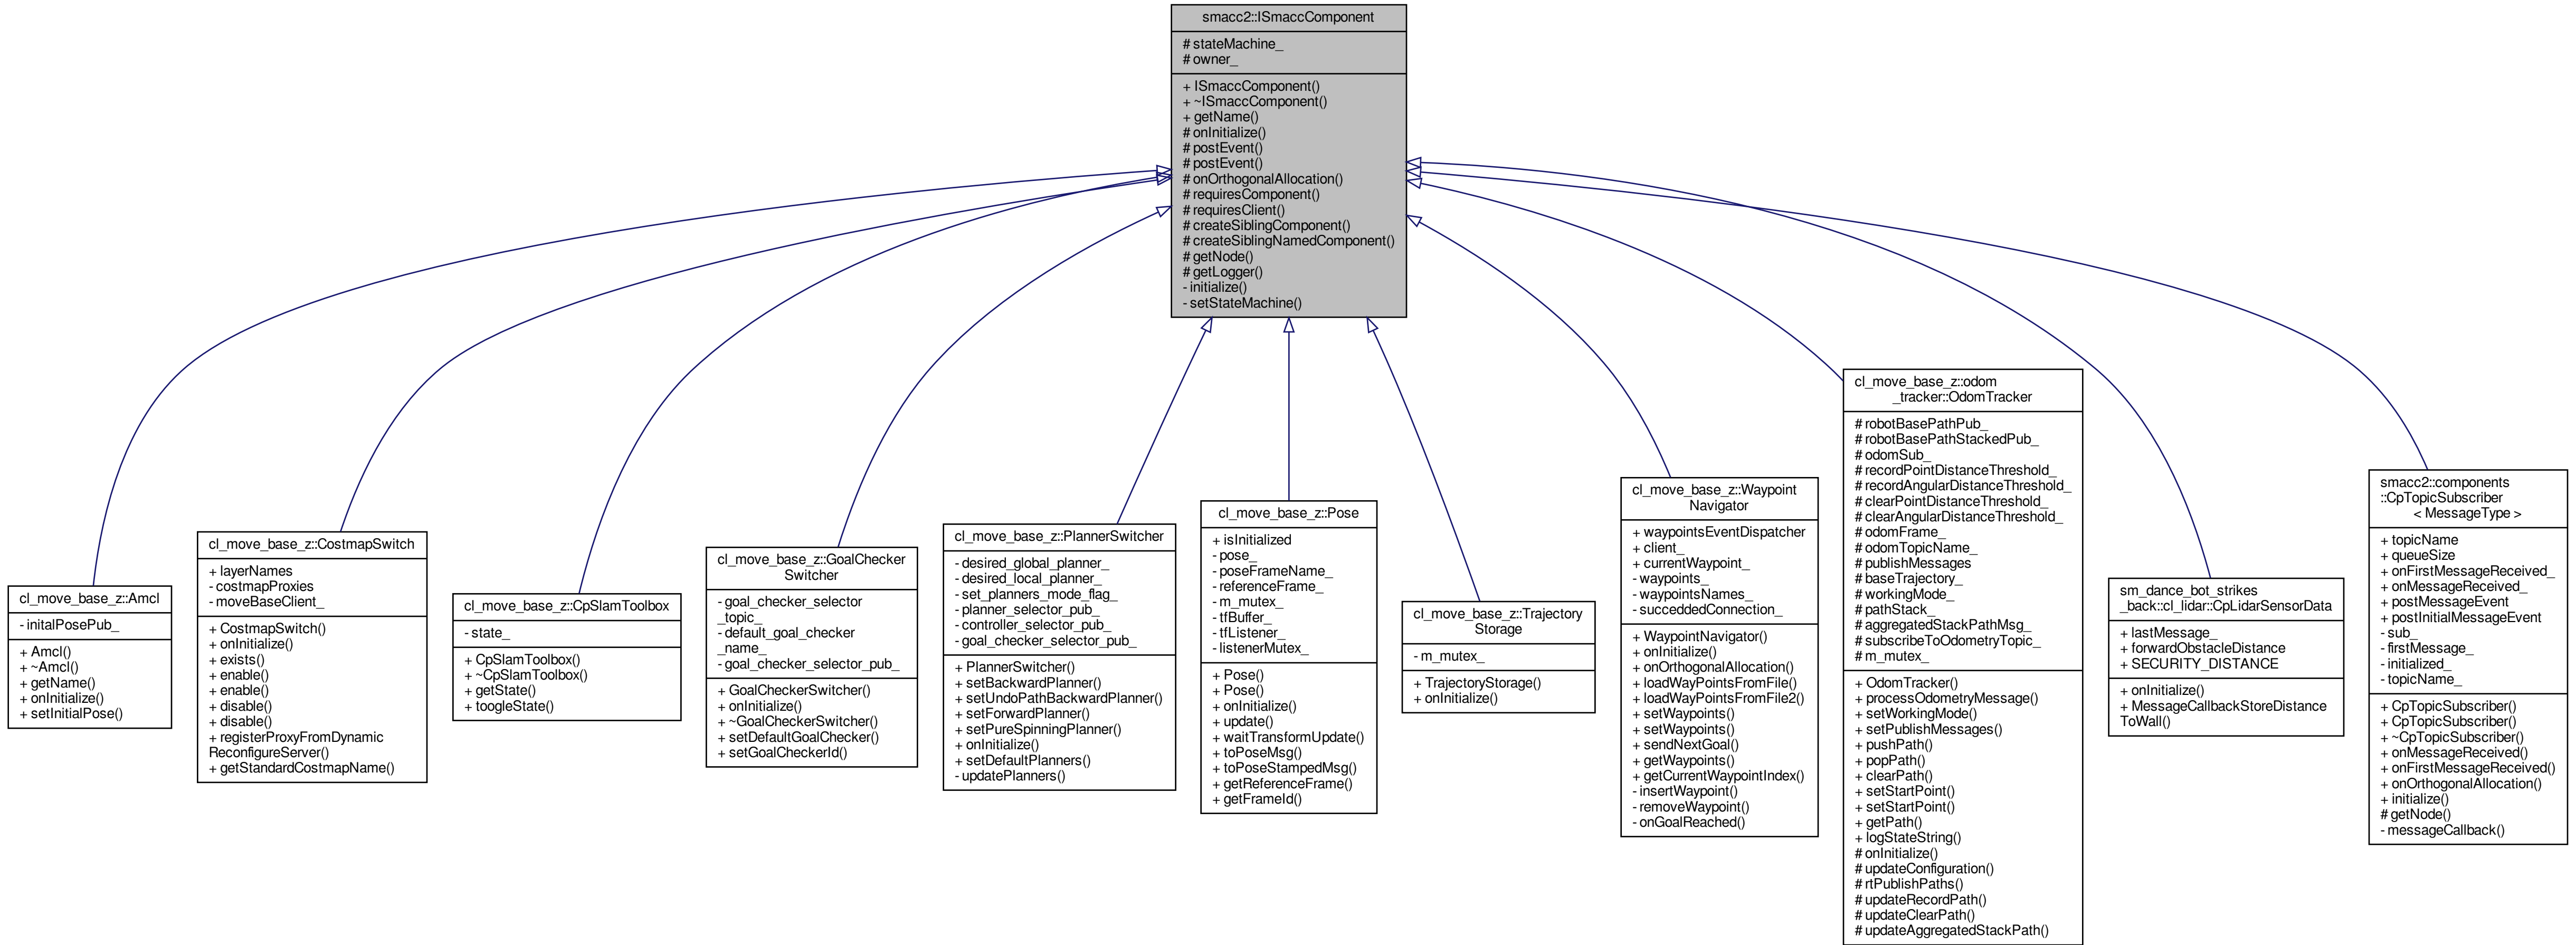 smacc2::ISmaccComponent
# stateMachine_
# owner_
+ ISmaccComponent()
+ ~ISmaccComponent()
+ getName()
# onInitialize()
# postEvent()
# postEvent()
# onOrthogonalAllocation()
# requiresComponent()
# requiresClient()
# createSiblingComponent()
# createSiblingNamedComponent()
# getNode()
# getLogger()
- initialize()
- setStateMachine()
cl_move_base_z::Amcl
- initalPosePub_
+ Amcl()
+ ~Amcl()
+ getName()
+ onInitialize()
+ setInitialPose()
cl_move_base_z::CostmapSwitch
+ layerNames
- costmapProxies
- moveBaseClient_
+ CostmapSwitch()
+ onInitialize()
+ exists()
+ enable()
+ enable()
+ disable()
+ disable()
+ registerProxyFromDynamic
ReconfigureServer()
+ getStandardCostmapName()
cl_move_base_z::CpSlamToolbox
- state_
+ CpSlamToolbox()
+ ~CpSlamToolbox()
+ getState()
+ toogleState()
cl_move_base_z::GoalChecker
Switcher
- goal_checker_selector
_topic_
- default_goal_checker
_name_
- goal_checker_selector_pub_
+ GoalCheckerSwitcher()
+ onInitialize()
+ ~GoalCheckerSwitcher()
+ setDefaultGoalChecker()
+ setGoalCheckerId()
cl_move_base_z::PlannerSwitcher
- desired_global_planner_
- desired_local_planner_
- set_planners_mode_flag_
- planner_selector_pub_
- controller_selector_pub_
- goal_checker_selector_pub_
+ PlannerSwitcher()
+ setBackwardPlanner()
+ setUndoPathBackwardPlanner()
+ setForwardPlanner()
+ setPureSpinningPlanner()
+ onInitialize()
+ setDefaultPlanners()
- updatePlanners()
cl_move_base_z::Pose
+ isInitialized
- pose_
- poseFrameName_
- referenceFrame_
- m_mutex_
- tfBuffer_
- tfListener_
- listenerMutex_
+ Pose()
+ Pose()
+ onInitialize()
+ update()
+ waitTransformUpdate()
+ toPoseMsg()
+ toPoseStampedMsg()
+ getReferenceFrame()
+ getFrameId()
cl_move_base_z::Trajectory
Storage
- m_mutex_
+ TrajectoryStorage()
+ onInitialize()
cl_move_base_z::Waypoint
Navigator
+ waypointsEventDispatcher
+ client_
+ currentWaypoint_
- waypoints_
- waypointsNames_
- succeddedConnection_
+ WaypointNavigator()
+ onInitialize()
+ onOrthogonalAllocation()
+ loadWayPointsFromFile()
+ loadWayPointsFromFile2()
+ setWaypoints()
+ setWaypoints()
+ sendNextGoal()
+ getWaypoints()
+ getCurrentWaypointIndex()
- insertWaypoint()
- removeWaypoint()
- onGoalReached()
cl_move_base_z::odom
_tracker::OdomTracker
# robotBasePathPub_
# robotBasePathStackedPub_
# odomSub_
# recordPointDistanceThreshold_
# recordAngularDistanceThreshold_
# clearPointDistanceThreshold_
# clearAngularDistanceThreshold_
# odomFrame_
# odomTopicName_
# publishMessages
# baseTrajectory_
# workingMode_
# pathStack_
# aggregatedStackPathMsg_
# subscribeToOdometryTopic_
# m_mutex_
+ OdomTracker()
+ processOdometryMessage()
+ setWorkingMode()
+ setPublishMessages()
+ pushPath()
+ popPath()
+ clearPath()
+ setStartPoint()
+ setStartPoint()
+ getPath()
+ logStateString()
# onInitialize()
# updateConfiguration()
# rtPublishPaths()
# updateRecordPath()
# updateClearPath()
# updateAggregatedStackPath()
sm_dance_bot_strikes
_back::cl_lidar::CpLidarSensorData
+ lastMessage_
+ forwardObstacleDistance
+ SECURITY_DISTANCE
+ onInitialize()
+ MessageCallbackStoreDistance
ToWall()
smacc2::components
::CpTopicSubscriber
< MessageType >
+ topicName
+ queueSize
+ onFirstMessageReceived_
+ onMessageReceived_
+ postMessageEvent
+ postInitialMessageEvent
- sub_
- firstMessage_
- initialized_
- topicName_
+ CpTopicSubscriber()
+ CpTopicSubscriber()
+ ~CpTopicSubscriber()
+ onMessageReceived()
+ onFirstMessageReceived()
+ onOrthogonalAllocation()
+ initialize()
# getNode()
- messageCallback()